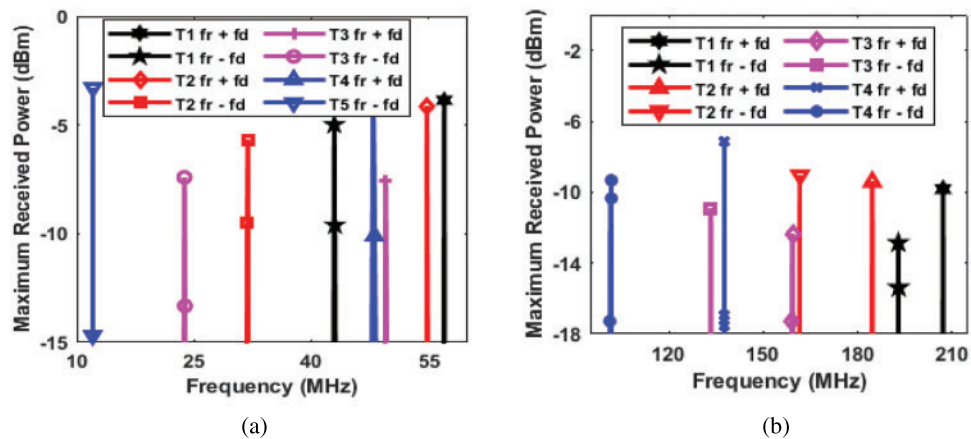 (a)
Maximum Received Power (dBm)
0
-5
-10
-15
T1 fr + fd
T1 fr - fd
T2 fr + fd
T2 fr - fd
T3 fr + fd
T3 fr - fd
T4 fr + fd
T5 fr - fd
10
25
40
55
Frequency (MHz)
(a)
(b)
Maximum Received Power (dBm)
-2
-6
-10
-14
-18
T1 fr + fd
T1 fr - fd
T2 fr + fd
T2 fr - fd
T3 fr + fd
T3 fr - fd
T4 fr + fd
T4 fr - fd
120
150
180
210
Frequency (MHz)
(b)